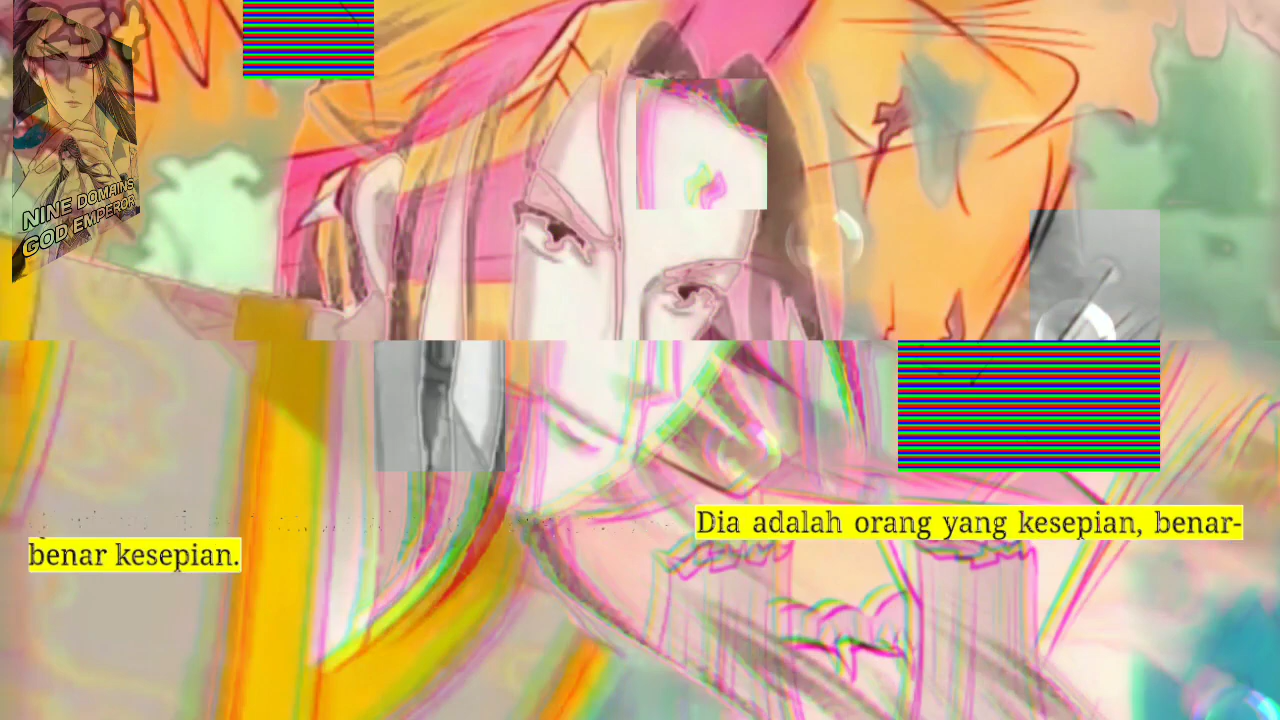 NINE DOMAINS
GOD EMPEROR
Dia adalah orang yang kesepian, benar-
benar kesepian.